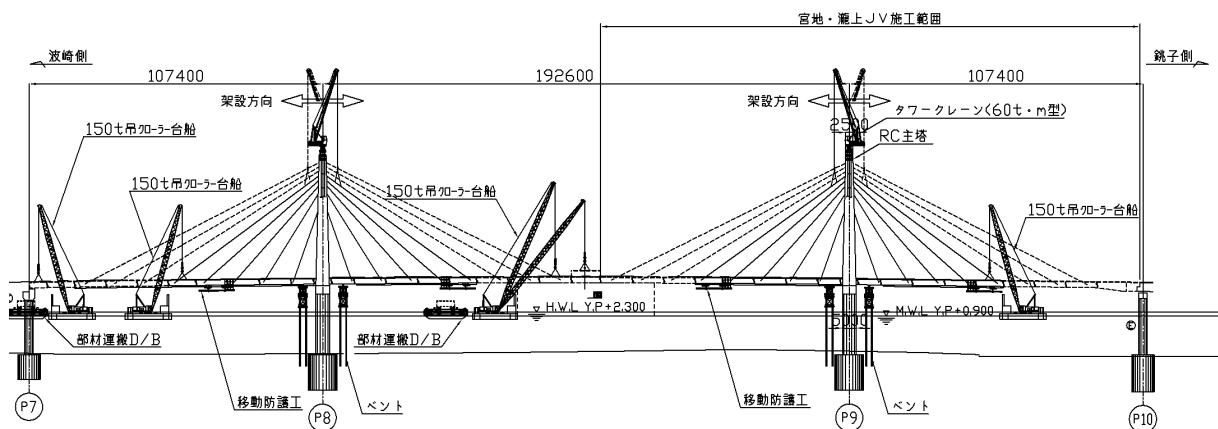 宮地・瀧上JV施工範囲
波崎側
銚子側
107400
192600
107400
架設方向
架設方向
タワークレーン(60t・m型)
2500
150t吊クローラー台船
RC主塔
150t吊クローラー台船
150t吊クローラー台船
150t吊クローラー台船
H.W.L Y.P+2.300
M.W.L Y.P+0.900
5000
部材運搬D/B
部材運搬D/B
移動防護工
ベント
移動防護工
ベント
P7
P8
P9
P10